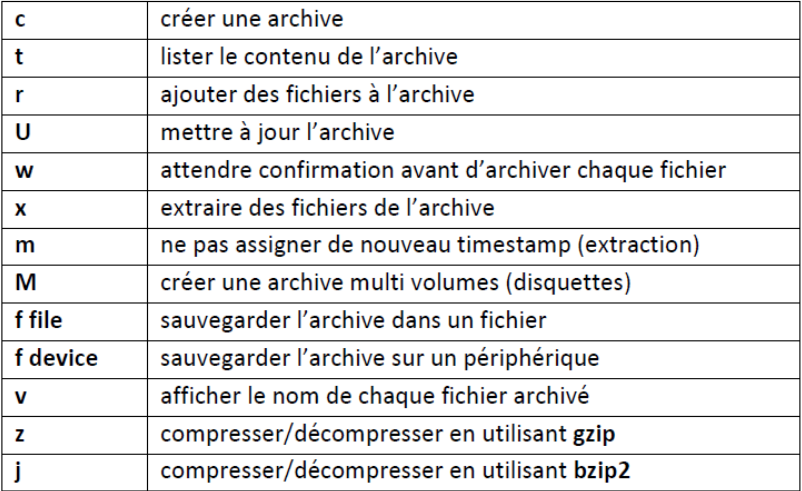 c créer une archive
t lister le contenu de l’archive
r ajouter des fichiers à l’archive
U mettre à jour l’archive
w attendre confirmation avant d’archiver chaque fichier
x extraire des fichiers de l’archive
m ne pas assigner de nouveau timestamp (extraction)
M créer une archive multi volumes (disquettes)
f file sauvegarder l’archive dans un fichier
f device sauvegarder l’archive sur un périphérique
v afficher le nom de chaque fichier archivé
z compresser/décompresser en utilisant gzip
j compresser/décompresser en utilisant bzip2